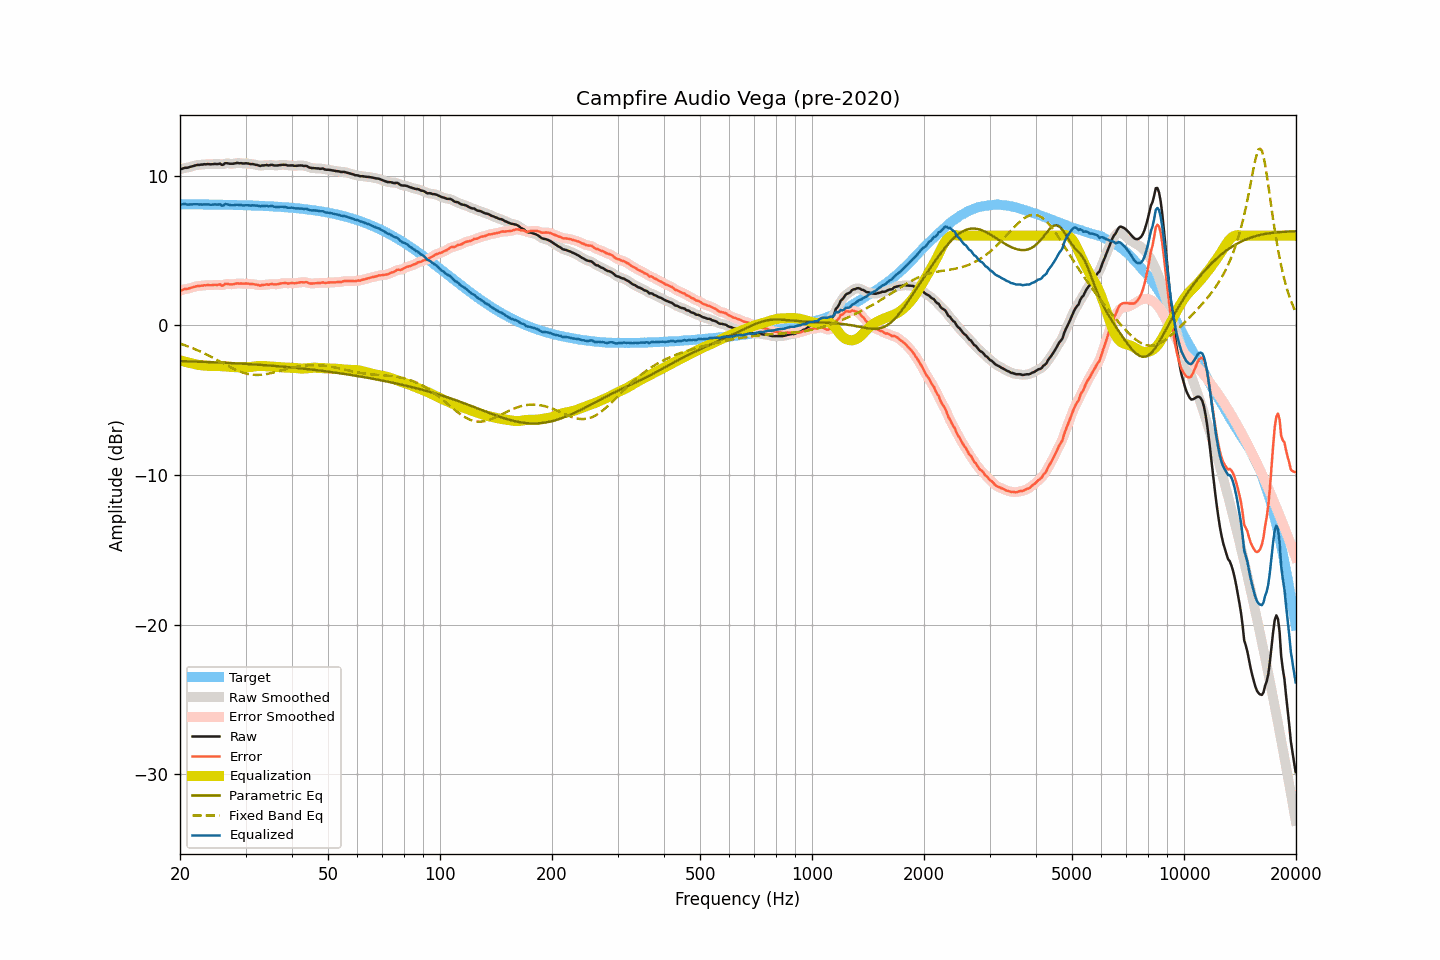 Campfire Audio Vega (pre-2020)
Amplitude (dBr)
10
0
−10
−20
−30
Target
Raw Smoothed
Error Smoothed
Raw
Error
Equalization
Parametric Eq
Fixed Band Eq
Equalized
20 50 100 200 500 1000 2000 5000 10000 20000
Frequency (Hz)